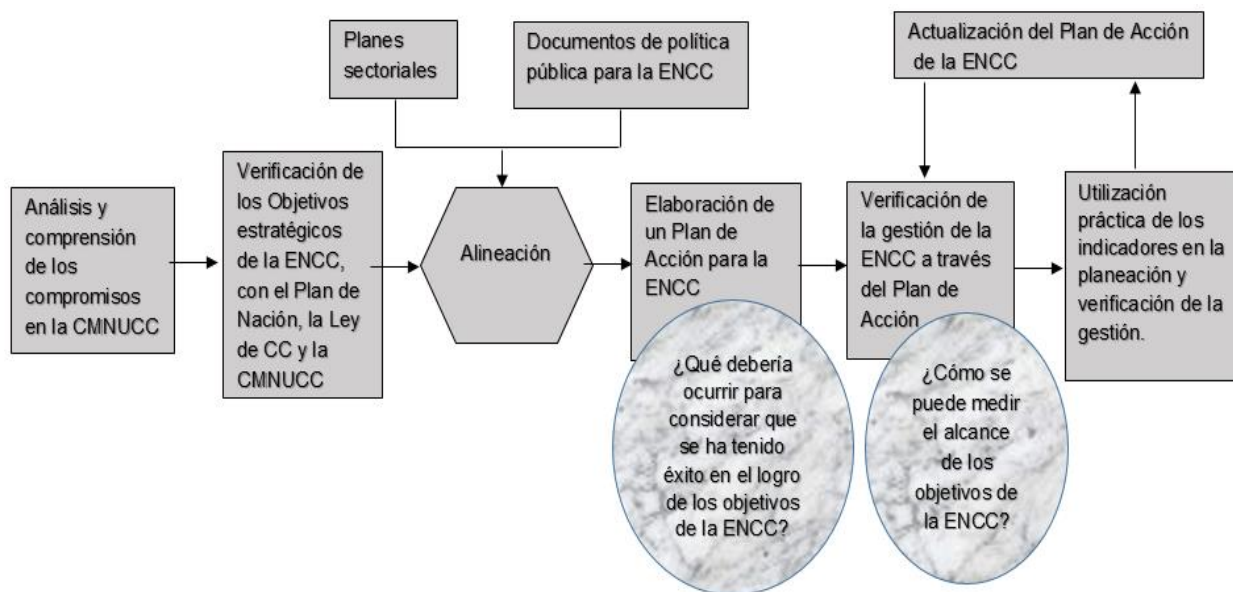 Planes
sectoriales
Documentos de política
pública para la ENCC
Actualización del Plan de Acción
de la ENCC
Análisis y
comprensión
de los
compromisos
en la CMNUCC
Verificación de
los Objetivos
estratégicos
de la ENCC,
con el Plan de
Nación, la Ley
de CC y la
CMNUCC
Alineación
Elaboración de
un Plan de
Acción para la
ENCC
Verificación de
la gestión de la
ENCC a través
del Plan de
Acción
Utilización
práctica de los
indicadores en la
planeación y
verificación de la
gestión.
¿Qué debería
ocurrir para
considerar que
se ha tenido
éxito en el logro
de los objetivos
de la ENCC?
¿Cómo se
puede medir
el alcance
de los
objetivos de
la ENCC?